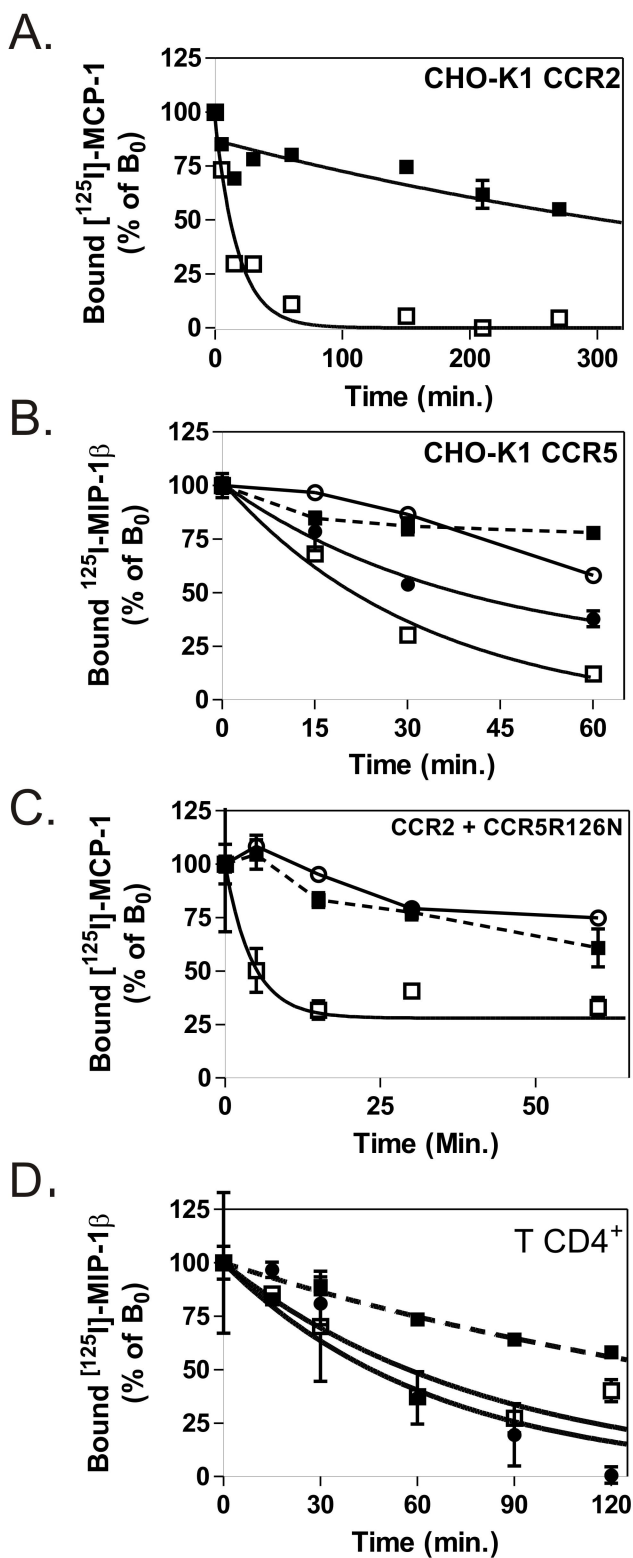 A.
CHO-K1 CCR2
Bound [¹²⁵I]-MCP-1
(% of B₀)
125
100
75
50
25
0
0 100 200 300
Time (min.)
B.
CHO-K1 CCR5
Bound ¹²⁵I-MIP-1β
(% of B₀)
125
100
75
50
25
0
0 15 30 45 60
Time (min.)
C.
CCR2 + CCR5R126N
Bound [¹²⁵I]-MCP-1
(% of B₀)
125
100
75
50
25
0
0 25 50
Time (Min.)
D.
T CD4⁺
Bound [¹²⁵I]-MIP-1β
(% of B₀)
125
100
75
50
25
0
0 30 60 90 120
Time (min.)